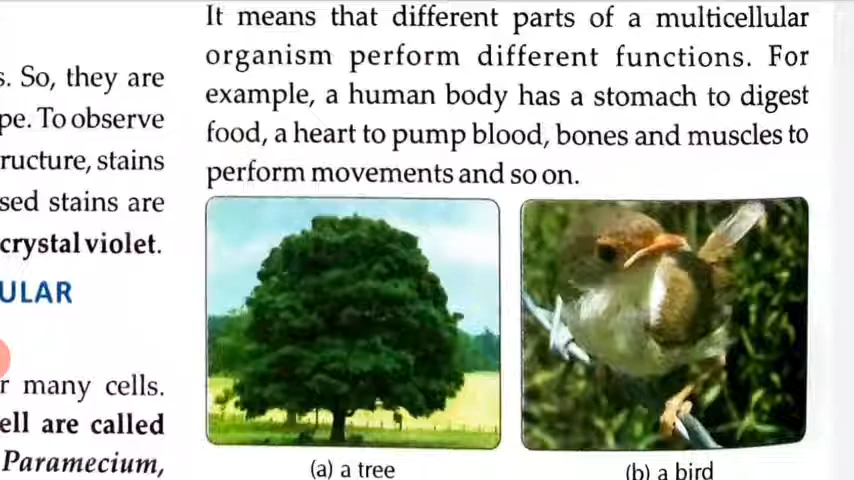 s. So, they are
pe. To observe
ructure, stains
sed stains are
crystal violet.
ULAR
r many cells.
ell are called
Paramecium,
It means that different parts of a multicellular
organism perform different functions. For
example, a human body has a stomach to digest
food, a heart to pump blood, bones and muscles to
perform movements and so on.
(a) a tree
(b) a bird